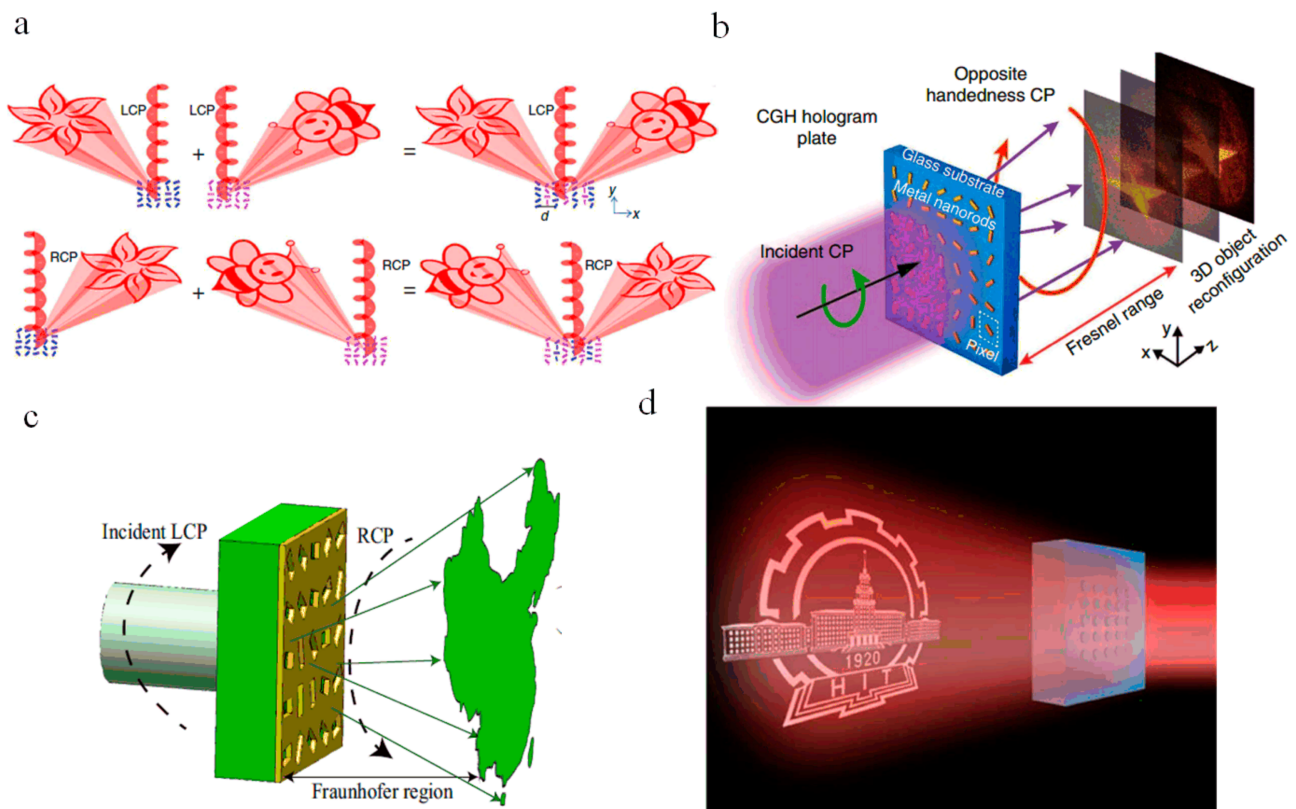 a
LCP
LCP
+
=
LCP
d
y
x
RCP
+
RCP
=
RCP
b
Opposite
handedness CP
CGH hologram
plate
Glass substrate
Metal nanorods
Incident CP
Pixel
Fresnel range
3D object
reconfiguration
y
x
z
c
Incident LCP
RCP
Fraunhofer region
d
1920
HIT